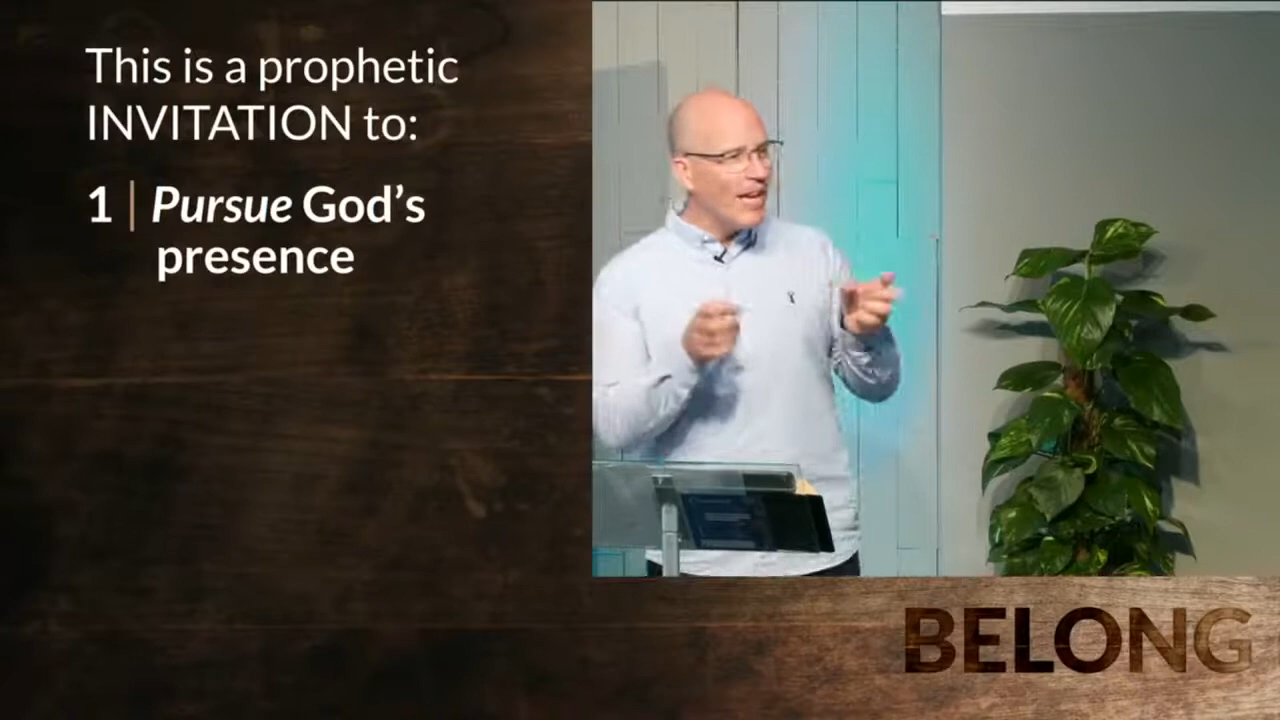 This is a prophetic
INVITATION to:
1 | Pursue God’s
presence
BELONG